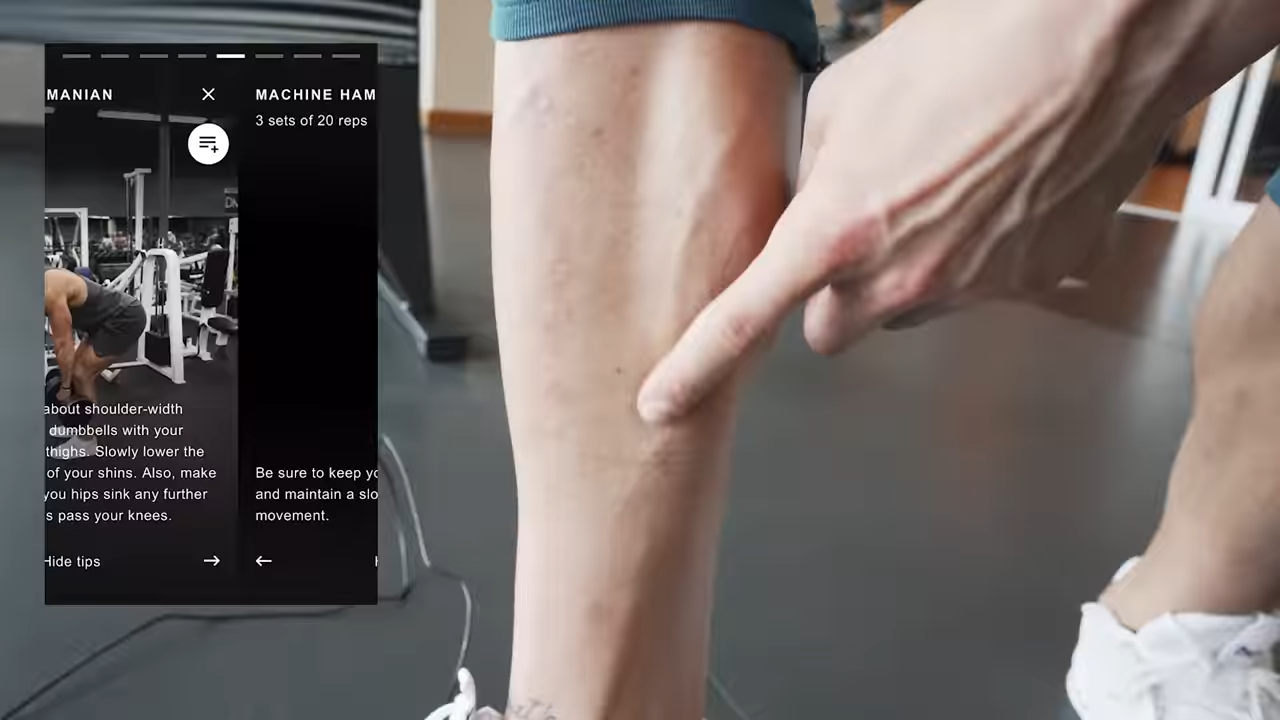 MANIAN
about shoulder-width
dumbbells with your
thighs. Slowly lower the
of your shins. Also, make
you hips sink any further
s pass your knees.
Hide tips
MACHINE HAM
3 sets of 20 reps
Be sure to keep yo
and maintain a slo
movement.